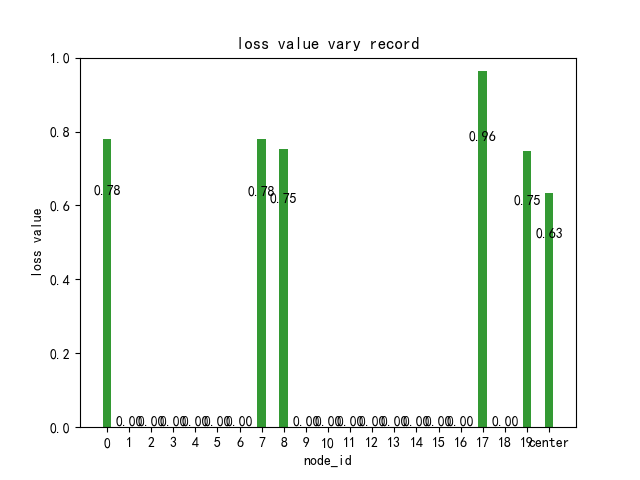 loss value vary record
1.0
0.8
0.6
0.4
0.2
0.0
loss value
0.78 0.00 0.00 0.00 0.00 0.00 0.00 0.78 0.75 0.00 0.00 0.00 0.00 0.00 0.00 0.00 0.00 0.96 0.00 0.75 0.63
0 1 2 3 4 5 6 7 8 9 10 11 12 13 14 15 16 17 18 19 center
node_id